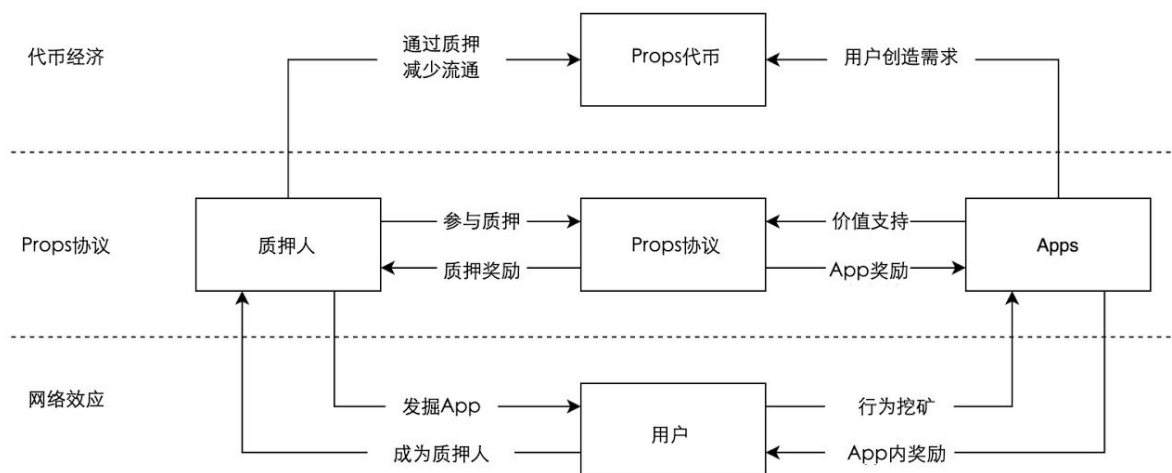 代币经济
通过质押
减少流通
Props代币
用户创造需求
Props协议
质押人
参与质押
质押奖励
Props协议
价值支持
App奖励
Apps
网络效应
发掘App
成为质押人
用户
行为挖矿
App内奖励